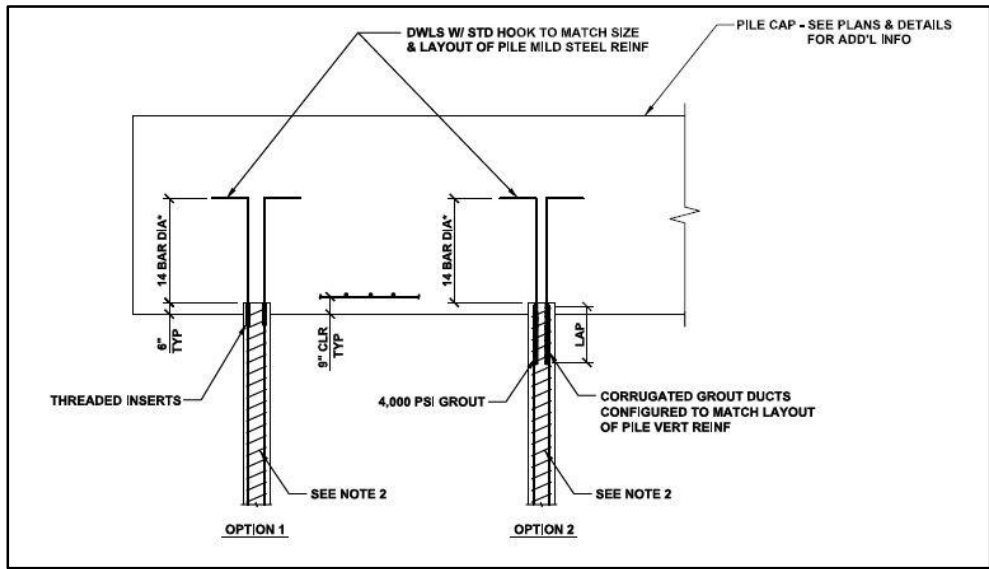 DWLS W/ STD HOOK TO MATCH SIZE
& LAYOUT OF PILE MILD STEEL REINF
PILE CAP - SEE PLANS & DETAILS
FOR ADD'L INFO
14 BAR DIA*
14 BAR DIA*
6"
TYP
9" CLR
TYP
LAP
THREADED INSERTS
4,000 PSI GROUT
CORRUGATED GROUT DUCTS
CONFIGURED TO MATCH LAYOUT
OF PILE VERT REINF
SEE NOTE 2
SEE NOTE 2
OPTION 1
OPTION 2